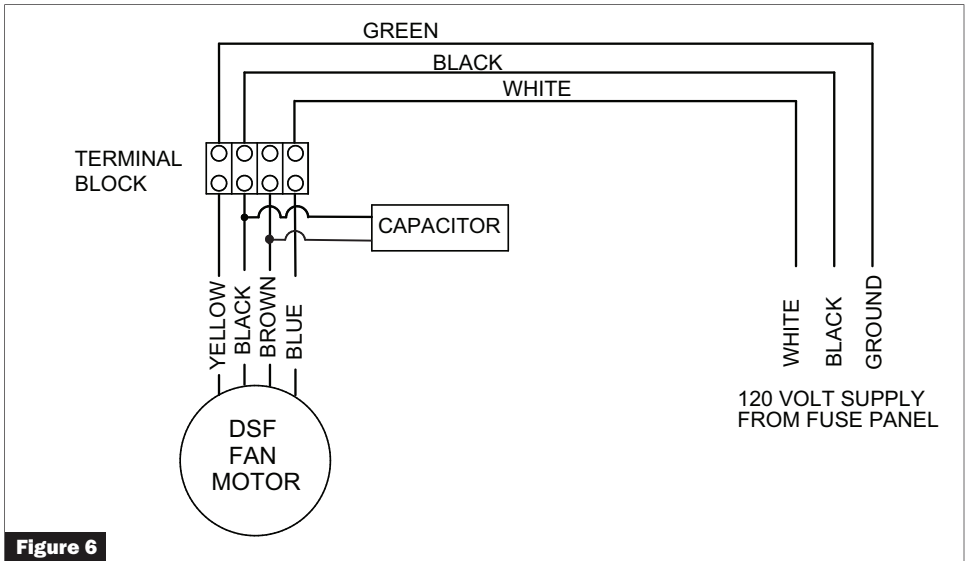 GREEN
BLACK
WHITE
TERMINAL
BLOCK
CAPACITOR
YELLOW
BLACK
BROWN
BLUE
WHITE
BLACK
GROUND
120 VOLT SUPPLY
FROM FUSE PANEL
DSF
FAN
MOTOR
Figure 6